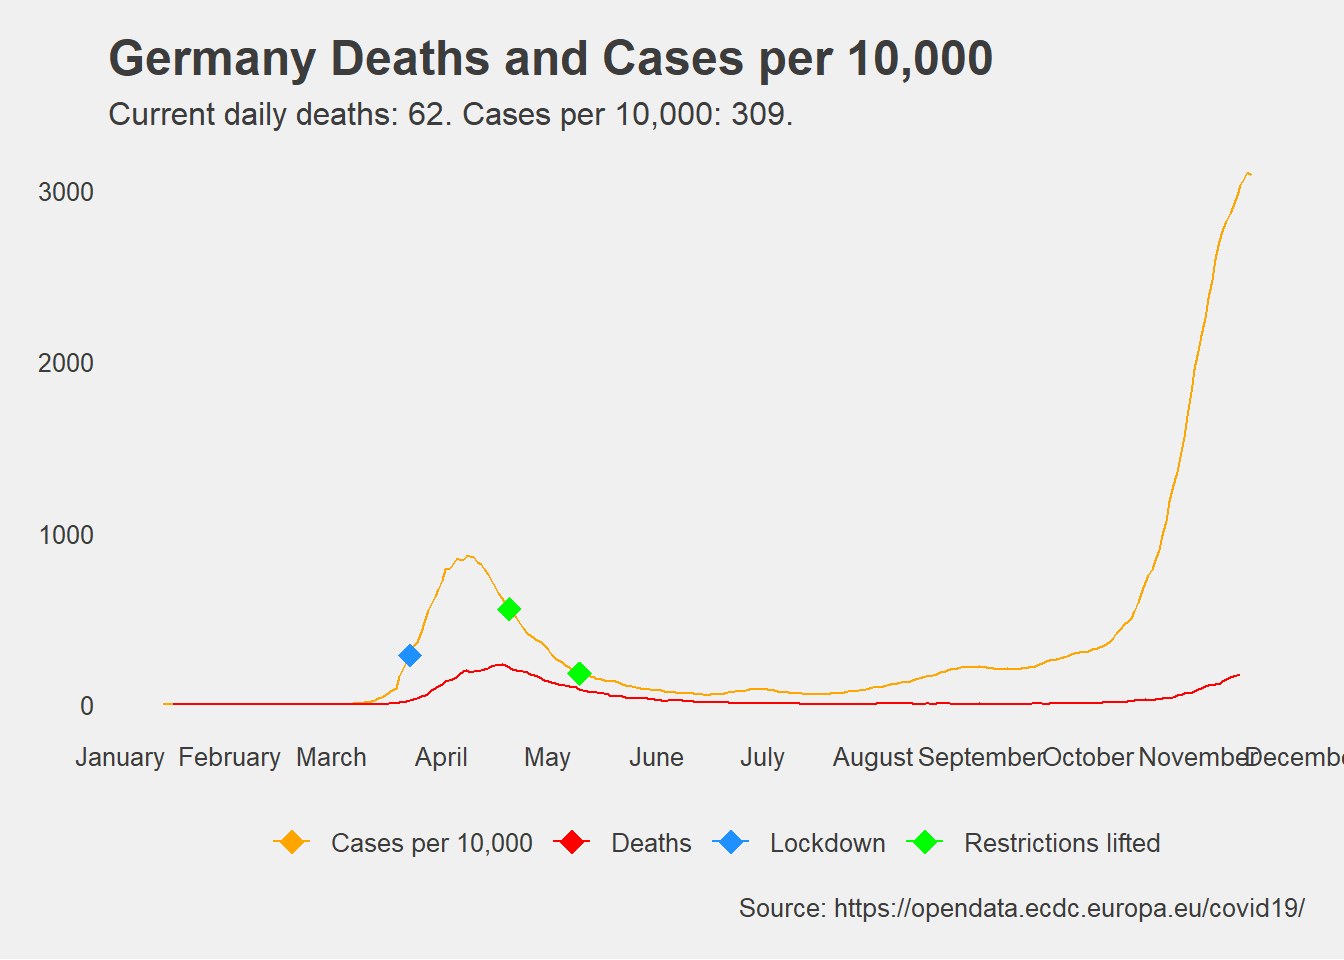 Germany Deaths and Cases per 10,000
Current daily deaths: 62. Cases per 10,000: 309.
3000
2000
1000
0
January February March April May June July August September October November Decembe
Cases per 10,000 Deaths Lockdown Restrictions lifted
Source: https://opendata.ecdc.europa.eu/covid19/